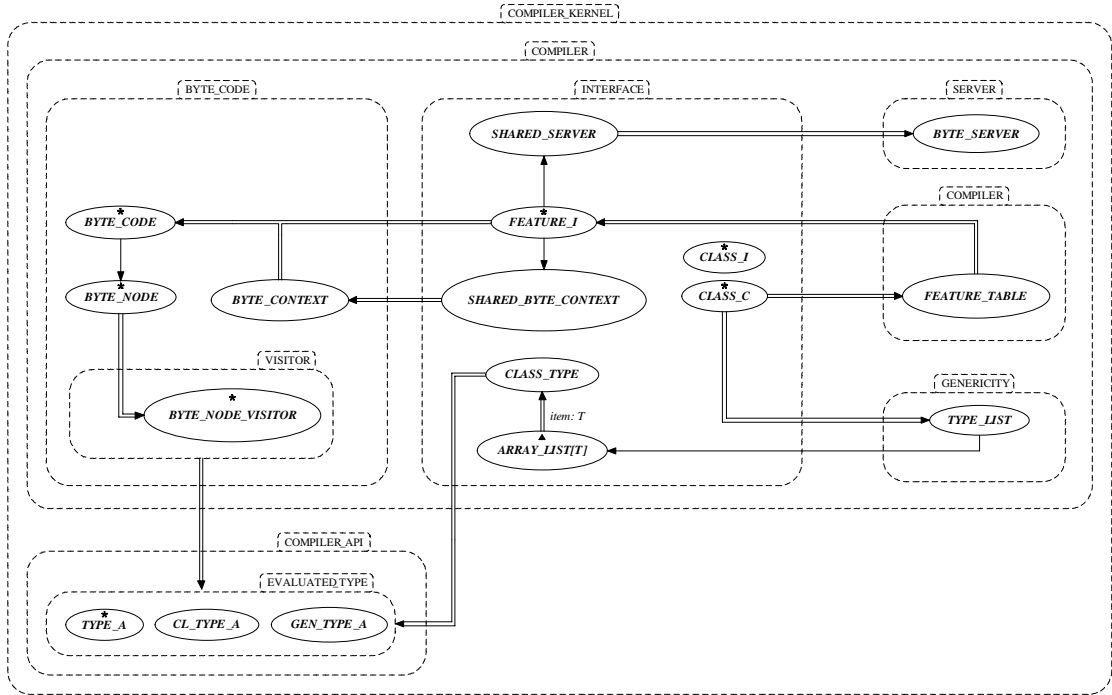 COMPILER_KERNEL
COMPILER
BYTE_CODE
INTERFACE
SERVER
SHARED_SERVER
BYTE_SERVER
COMPILER
*
BYTE_CODE
*
FEATURE_I
*
CLASS_I
*
BYTE_NODE
BYTE_CONTEXT
SHARED_BYTE_CONTEXT
*
CLASS_C
FEATURE_TABLE
VISITOR
CLASS_TYPE
GENERICITY
*
BYTE_NODE_VISITOR
item: T
TYPE_LIST
ARRAY_LIST[T]
COMPILER_API
EVALUATED_TYPE
*
TYPE_A
CL_TYPE_A
GEN_TYPE_A